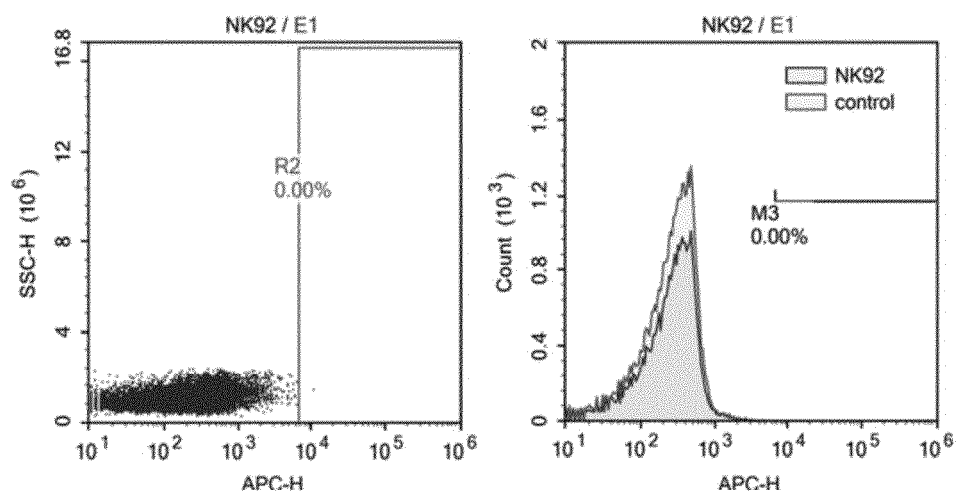 NK92 / E1
16.8
12
8
4
0
SSC-H (10^6)
R2
0.00%
10^1 10^2 10^3 10^4 10^5 10^6
APC-H
NK92 / E1
2
1.6
1.2
0.8
0.4
0
Count (10^3)
NK92
control
M3
0.00%
10^1 10^2 10^3 10^4 10^5 10^6
APC-H